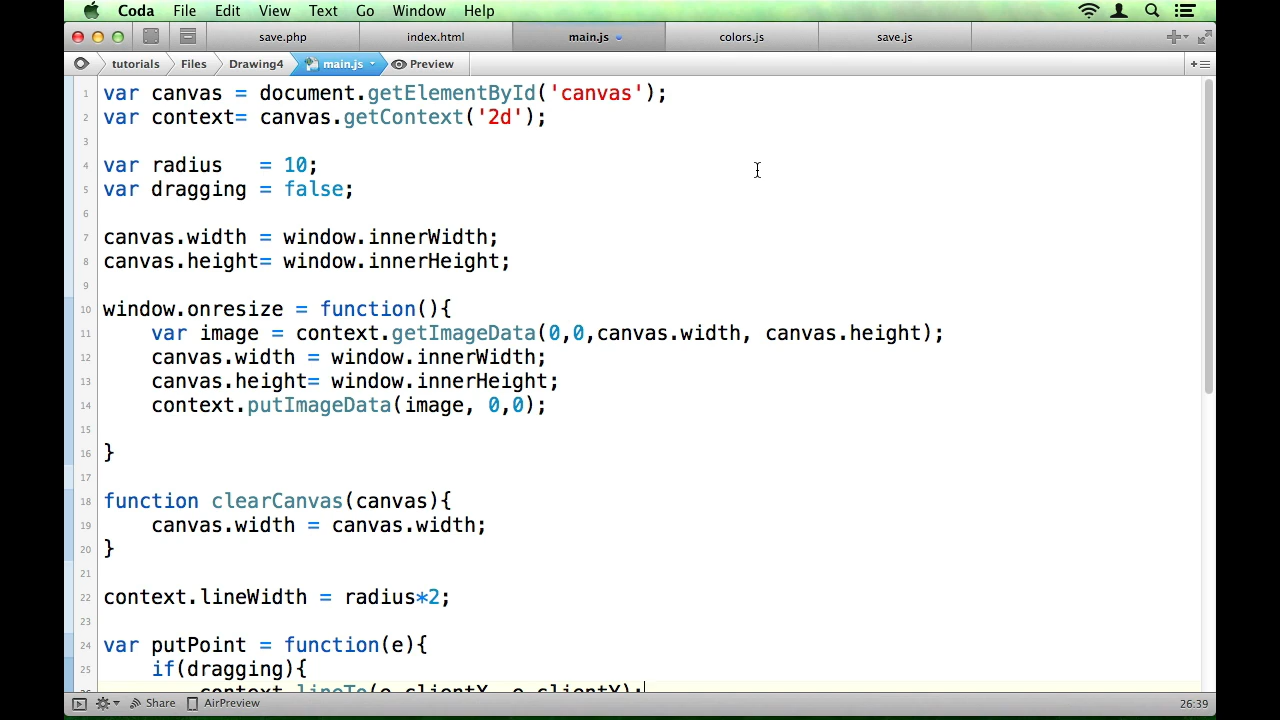 Coda File Edit View Text Go Window Help
save.php index.html main.js colors.js save.js
tutorials Files Drawing4 main.js Preview
1 var canvas = document.getElementById('canvas');
2 var context= canvas.getContext('2d');
3
4 var radius   = 10;
5 var dragging = false;
6
7 canvas.width = window.innerWidth;
8 canvas.height= window.innerHeight;
9
10 window.onresize = function(){
11     var image = context.getImageData(0,0,canvas.width, canvas.height);
12     canvas.width = window.innerWidth;
13     canvas.height= window.innerHeight;
14     context.putImageData(image, 0,0);
15
16 }
17
18 function clearCanvas(canvas){
19     canvas.width = canvas.width;
20 }
21
22 context.lineWidth = radius*2;
23
24 var putPoint = function(e){
25     if(dragging){
26         context.lineTo(e.clientX, e.clientY);
Share AirPreview 26:39